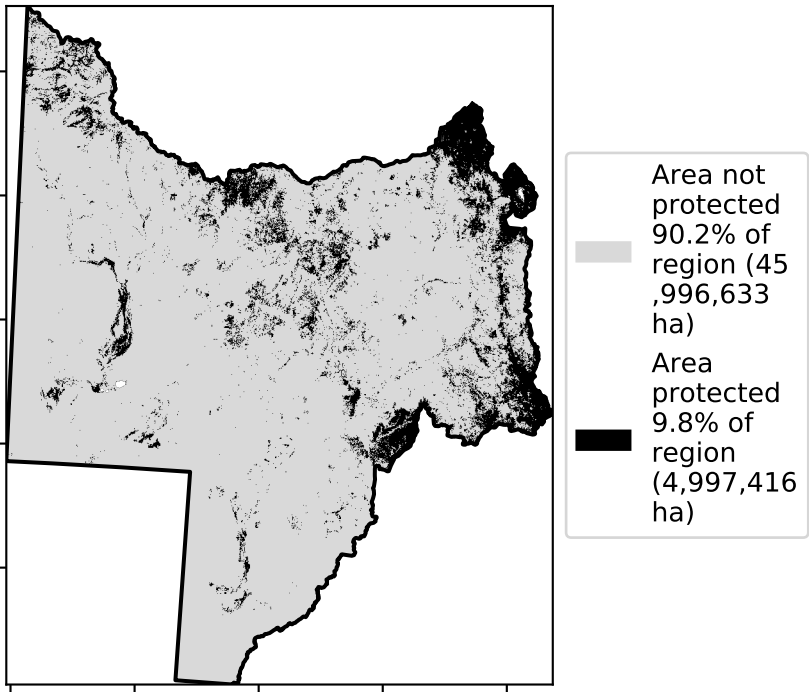 Area not
protected
90.2% of
region (45
,996,633
ha)
Area
protected
9.8% of
region
(4,997,416
ha)